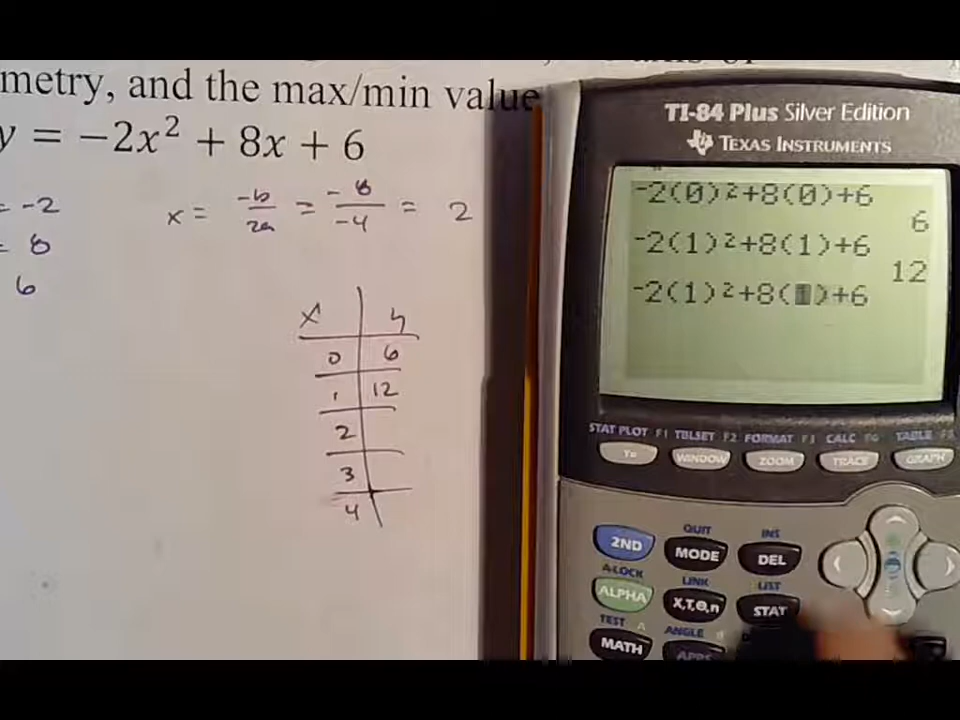 metry, and the max/min value
y = −2x² + 8x + 6
= -2
x = -b/2a = -8/-4 = 2
= 8
6
x y
0 6
1 12
2
3
4
TI-84 Plus Silver Edition
TEXAS INSTRUMENTS
-2(0)²+8(0)+6
6
-2(1)²+8(1)+6
12
-2(1)²+8(1)+6
STAT PLOT F1 TBLSET F2 FORMAT F3 CALC F4 TABLE F5
Y= WINDOW ZOOM TRACE GRAPH
QUIT INS
2ND MODE DEL
A-LOCK LINK LIST
ALPHA X,T,Θ,n STAT
TEST A ANGLE B
MATH APPS